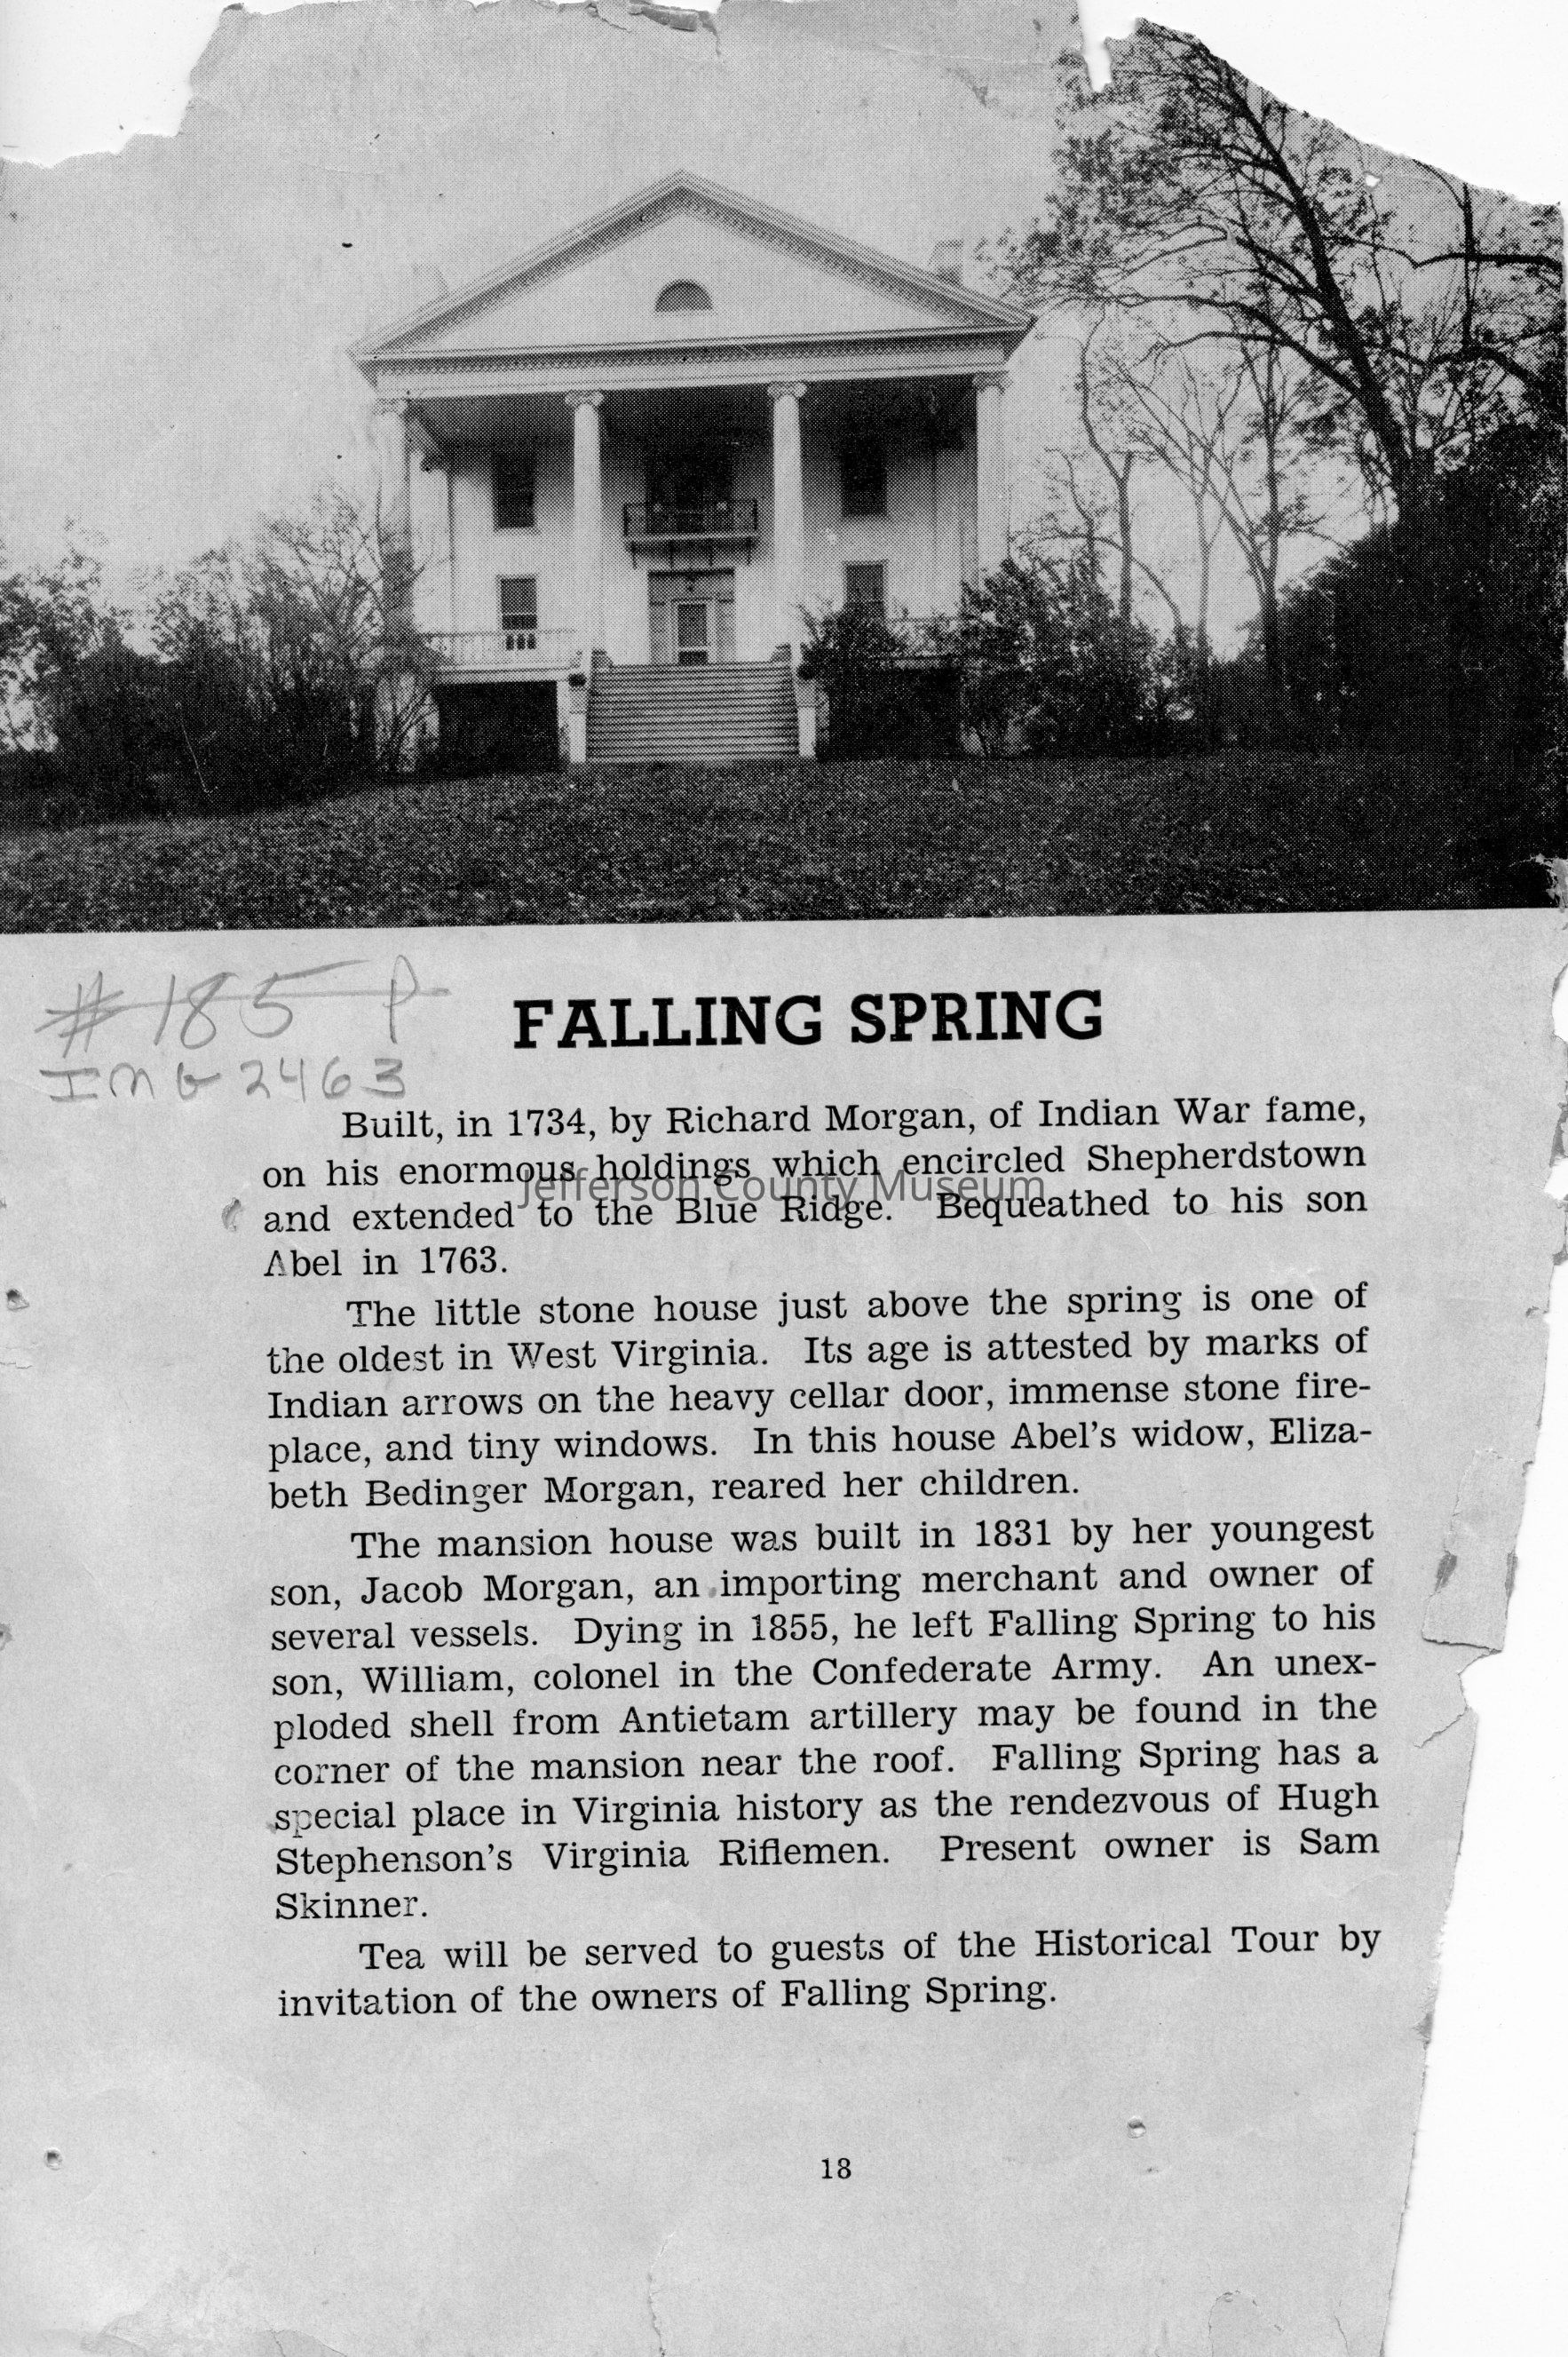 #185 P
IMG 2463
FALLING SPRING
Built, in 1734, by Richard Morgan, of Indian War fame,
on his enormous holdings which encircled Shepherdstown
Jefferson County Museum
and extended to the Blue Ridge. Bequeathed to his son
Abel in 1763.
The little stone house just above the spring is one of
the oldest in West Virginia. Its age is attested by marks of
Indian arrows on the heavy cellar door, immense stone fire-
place, and tiny windows. In this house Abel's widow, Eliza-
beth Bedinger Morgan, reared her children.
The mansion house was built in 1831 by her youngest
son, Jacob Morgan, an importing merchant and owner of
several vessels. Dying in 1855, he left Falling Spring to his
son, William, colonel in the Confederate Army. An unex-
ploded shell from Antietam artillery may be found in the
corner of the mansion near the roof. Falling Spring has a
special place in Virginia history as the rendezvous of Hugh
Stephenson's Virginia Riflemen. Present owner is Sam
Skinner.
Tea will be served to guests of the Historical Tour by
invitation of the owners of Falling Spring.
18